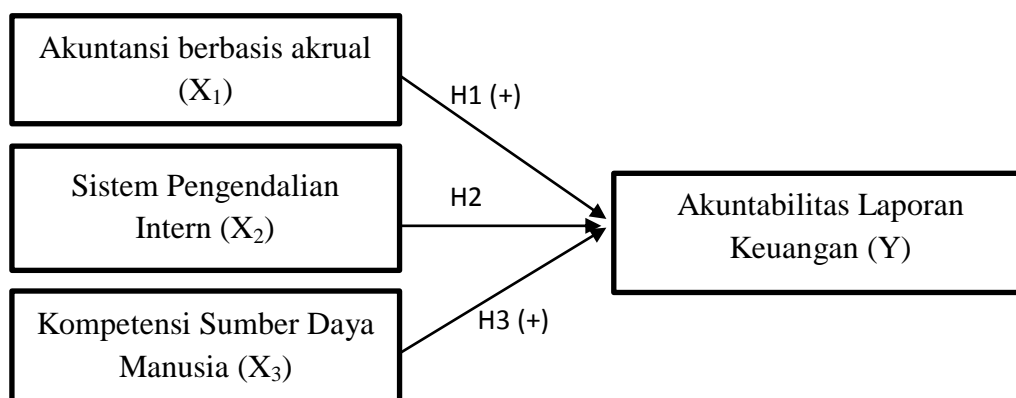 Akuntansi berbasis akrual
(X₁)
H1 (+)
Sistem Pengendalian
Intern (X₂)
H2
Akuntabilitas Laporan
Keuangan (Y)
Kompetensi Sumber Daya
Manusia (X₃)
H3 (+)